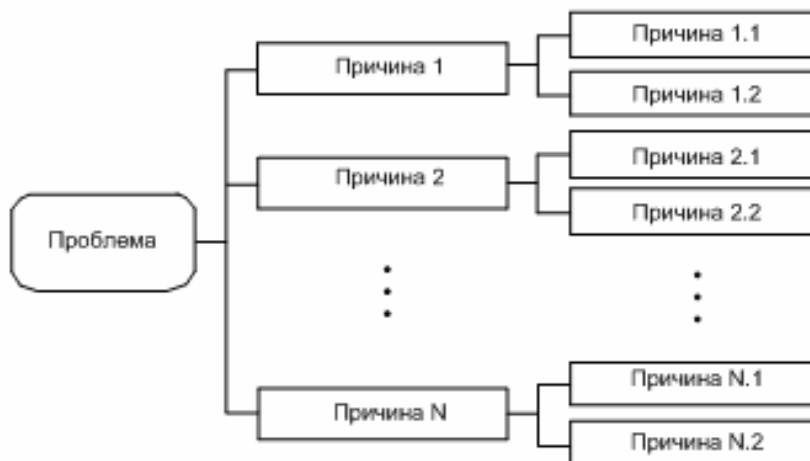 Проблема
Причина 1
Причина 1.1
Причина 1.2
Причина 2
Причина 2.1
Причина 2.2
Причина N
Причина N.1
Причина N.2